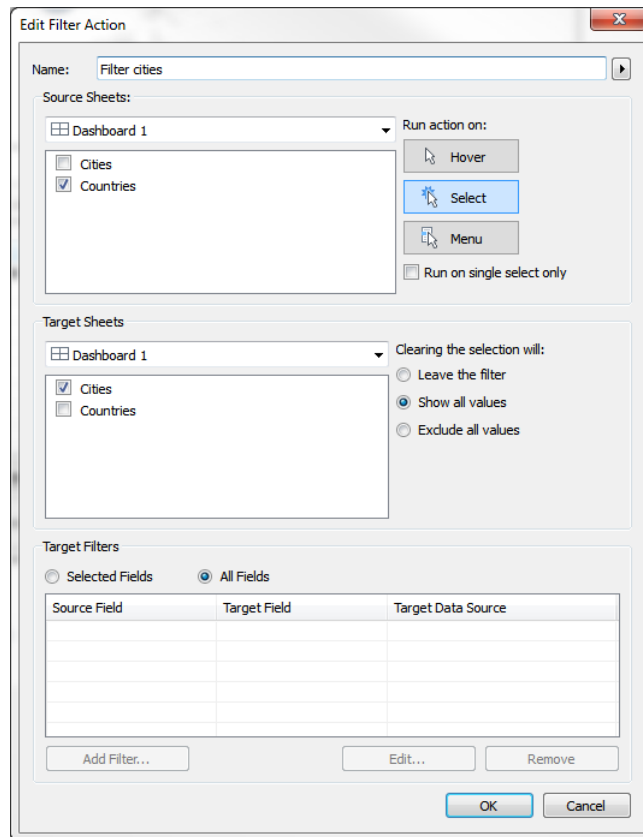 Edit Filter Action
Name: Filter cities
Source Sheets:
Dashboard 1
Cities
Countries
Run action on:
Hover
Select
Menu
Run on single select only
Target Sheets
Dashboard 1
Cities
Countries
Clearing the selection will:
Leave the filter
Show all values
Exclude all values
Target Filters
Selected Fields All Fields
Source Field Target Field Target Data Source
Add Filter... Edit... Remove
OK Cancel